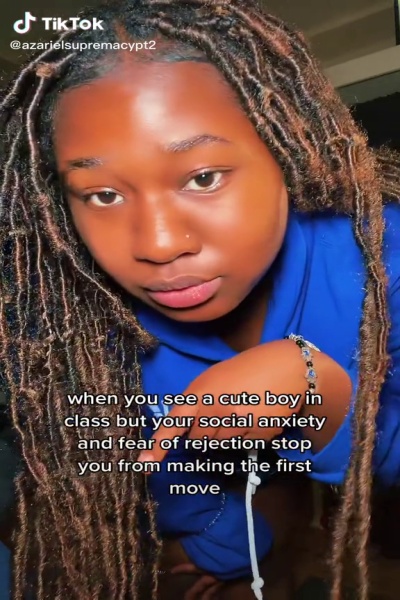 TikTok
@azarielsupremacypt2
when you see a cute boy in
class but your social anxiety
and fear of rejection stop
you from making the first
move